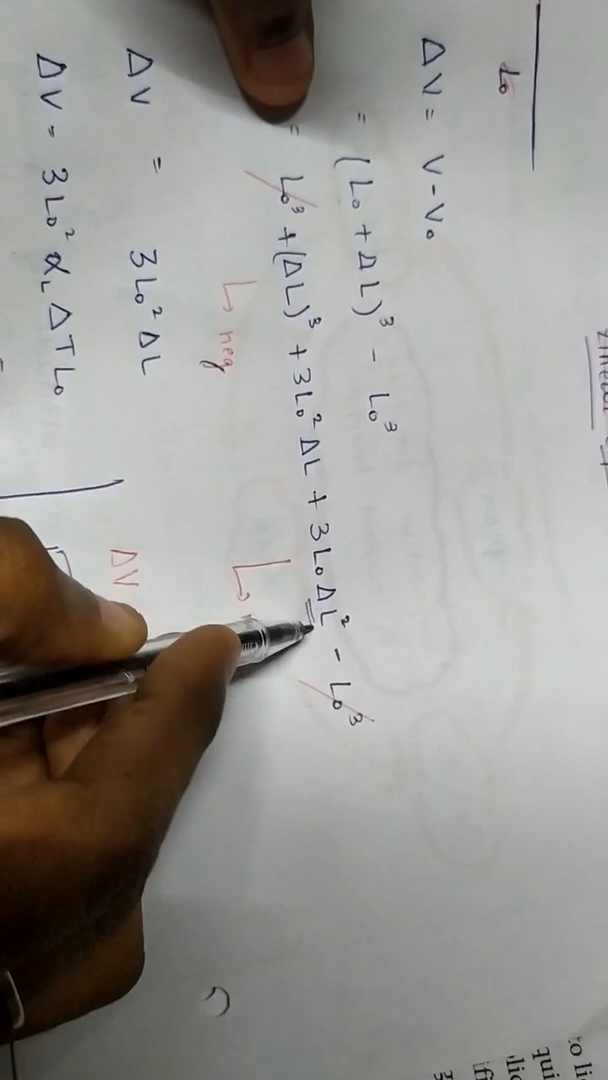 L₀
ΔV = V - V₀
= (L₀ + ΔL)³ - L₀³
= L₀³ + (ΔL)³ + 3L₀²ΔL + 3L₀ΔL² - L₀³
↳ neg
ΔV = 3L₀²ΔL
ΔV = 3L₀² α_L ΔT L₀
ΔV